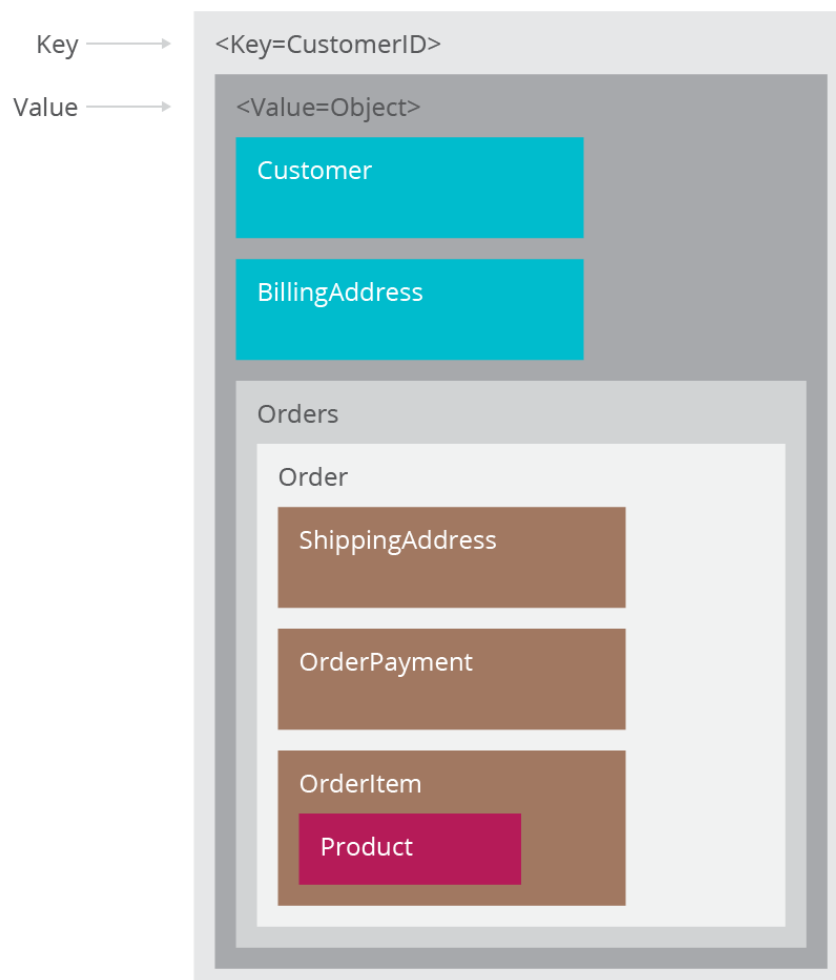 Key
<Key=CustomerID>
Value
<Value=Object>
Customer
BillingAddress
Orders
Order
ShippingAddress
OrderPayment
OrderItem
Product